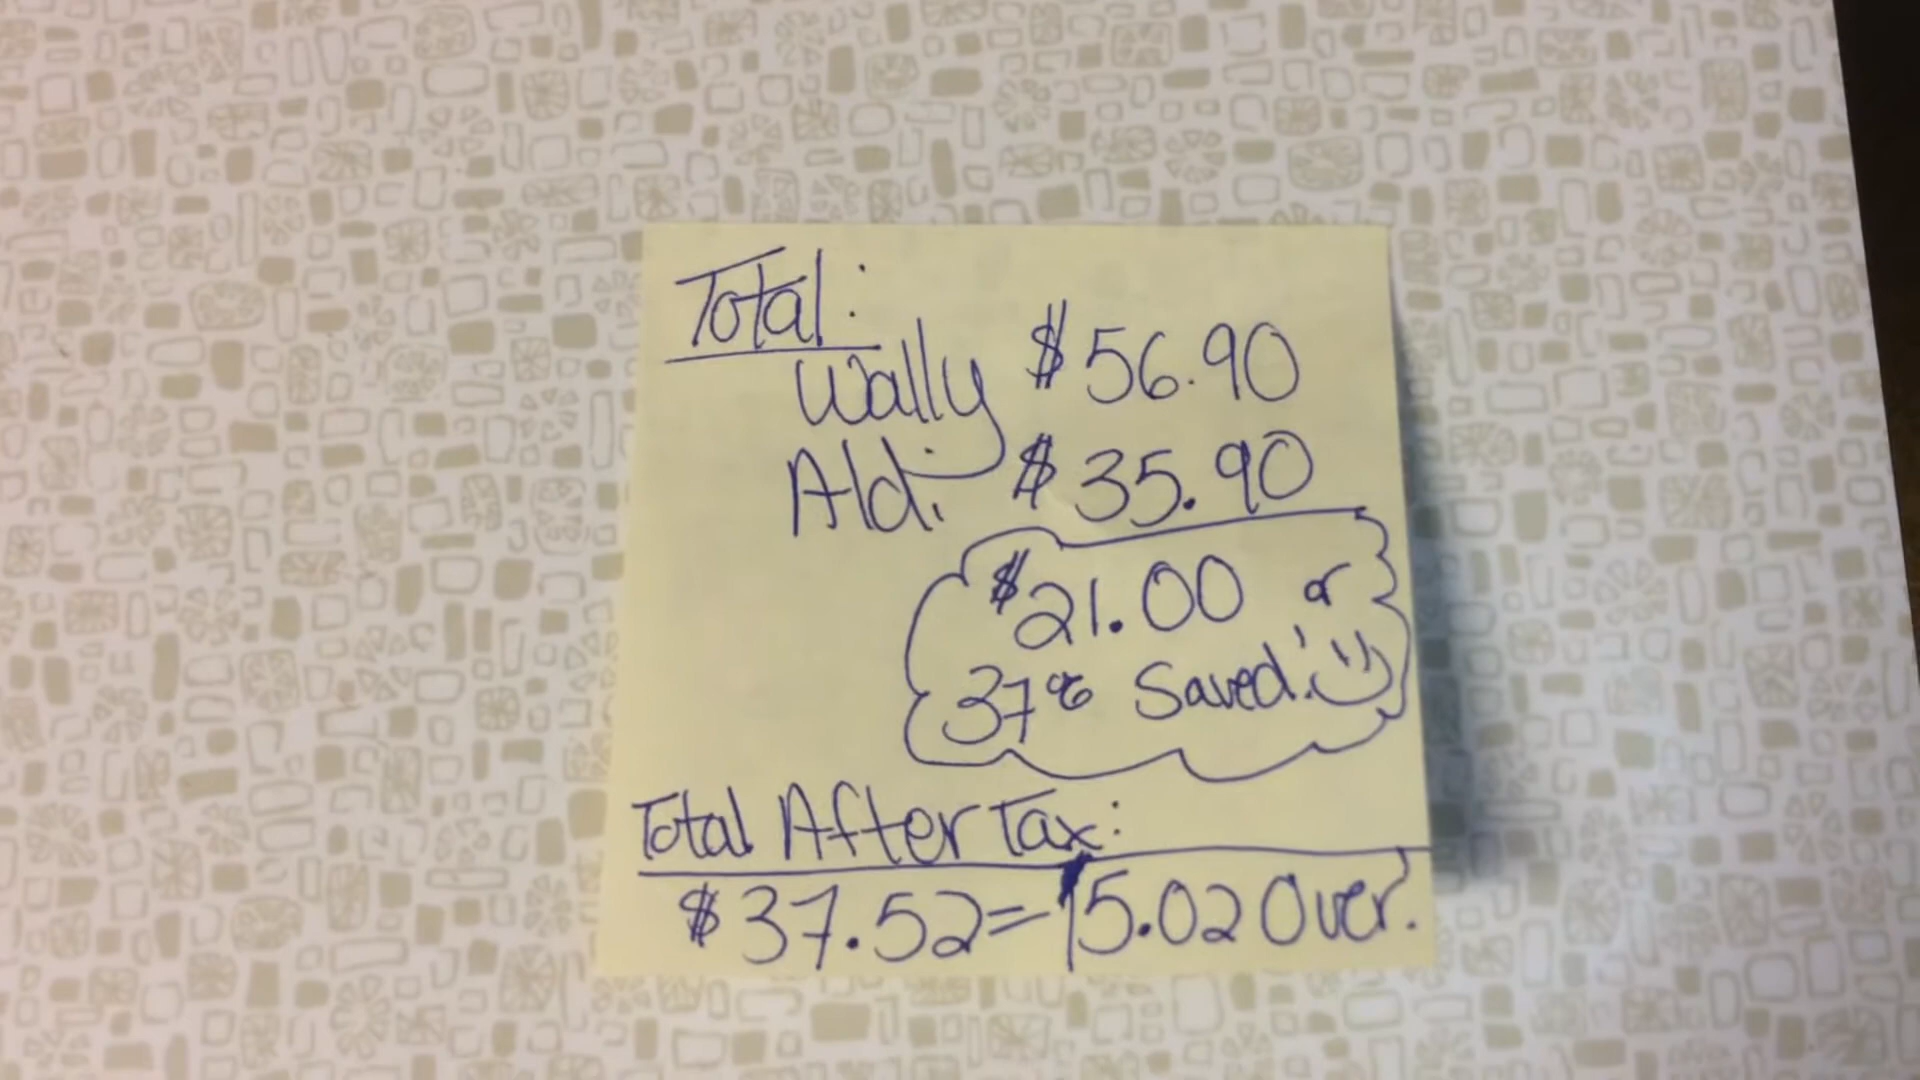 Total:
Wally $56.90
Aldi $35.90
$21.00 or
37% Saved!
Total After Tax:
$37.52=15.02 Over.